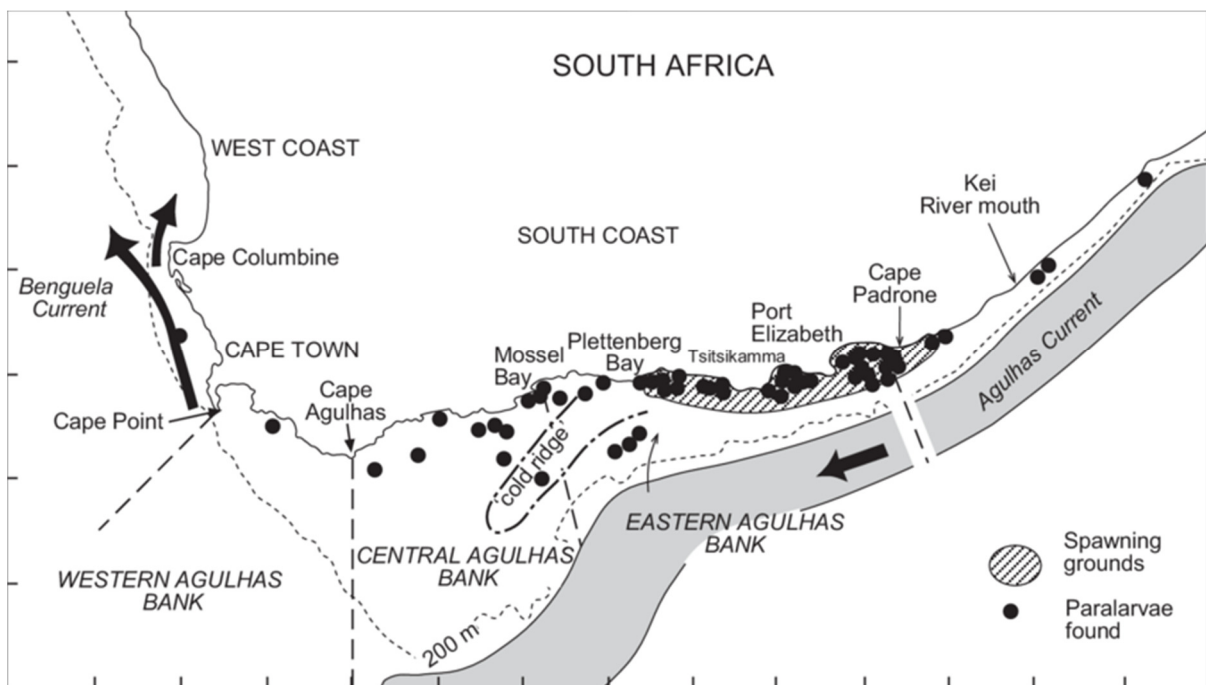 SOUTH AFRICA
WEST COAST
Kei
River mouth
SOUTH COAST
Cape Columbine
Benguela
Current
Cape
Padrone
Port
Elizabeth
Agulhas Current
CAPE TOWN
Mossel
Bay
Plettenberg
Bay
Tsitsikamma
Cape
Agulhas
Cape Point
cold ridge
EASTERN AGULHAS
BANK
CENTRAL AGULHAS
BANK
WESTERN AGULHAS
BANK
200 m
Spawning
grounds
Paralarvae
found